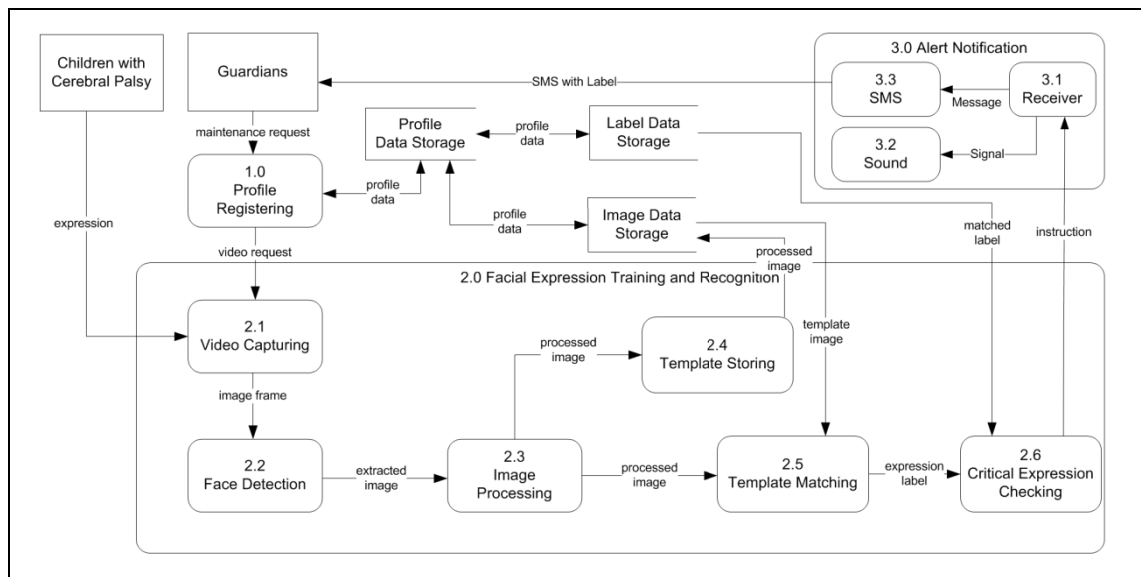 Children with
Cerebral Palsy
Guardians
3.0 Alert Notification
3.3
SMS
3.1
Receiver
Message
SMS with Label
3.2
Sound
Signal
maintenance request
Profile
Data Storage
profile
data
Label Data
Storage
1.0
Profile
Registering
profile
data
expression
profile
data
Image Data
Storage
matched
label
instruction
video request
processed
image
2.0 Facial Expression Training and Recognition
2.1
Video Capturing
processed
image
2.4
Template Storing
template
image
image frame
2.2
Face Detection
extracted
image
2.3
Image
Processing
processed
image
2.5
Template Matching
expression
label
2.6
Critical Expression
Checking